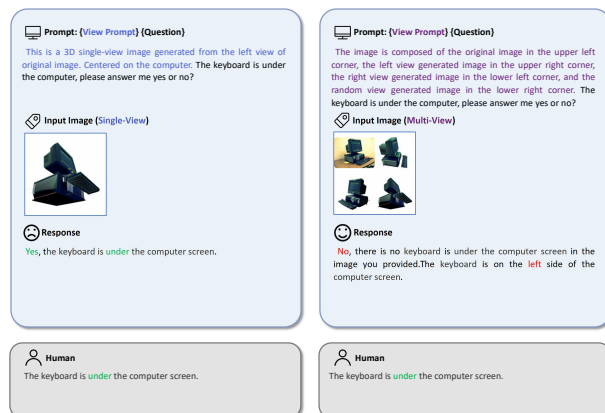 Prompt: {View Prompt} {Question}
This is a 3D single-view image generated from the left view of
original image. Centered on the computer. The keyboard is under
the computer, please answer me yes or no?
Input Image (Single-View)
Response
Yes, the keyboard is under the computer screen.
Human
The keyboard is under the computer screen.
Prompt: {View Prompt} {Question}
The image is composed of the original image in the upper left
corner, the left view generated image in the upper right corner,
the right view generated image in the lower left corner, and the
random view generated image in the lower right corner. The
keyboard is under the computer, please answer me yes or no?
Input Image (Multi-View)
Response
No, there is no keyboard is under the computer screen in the
image you provided.The keyboard is on the left side of the
computer screen.
Human
The keyboard is under the computer screen.